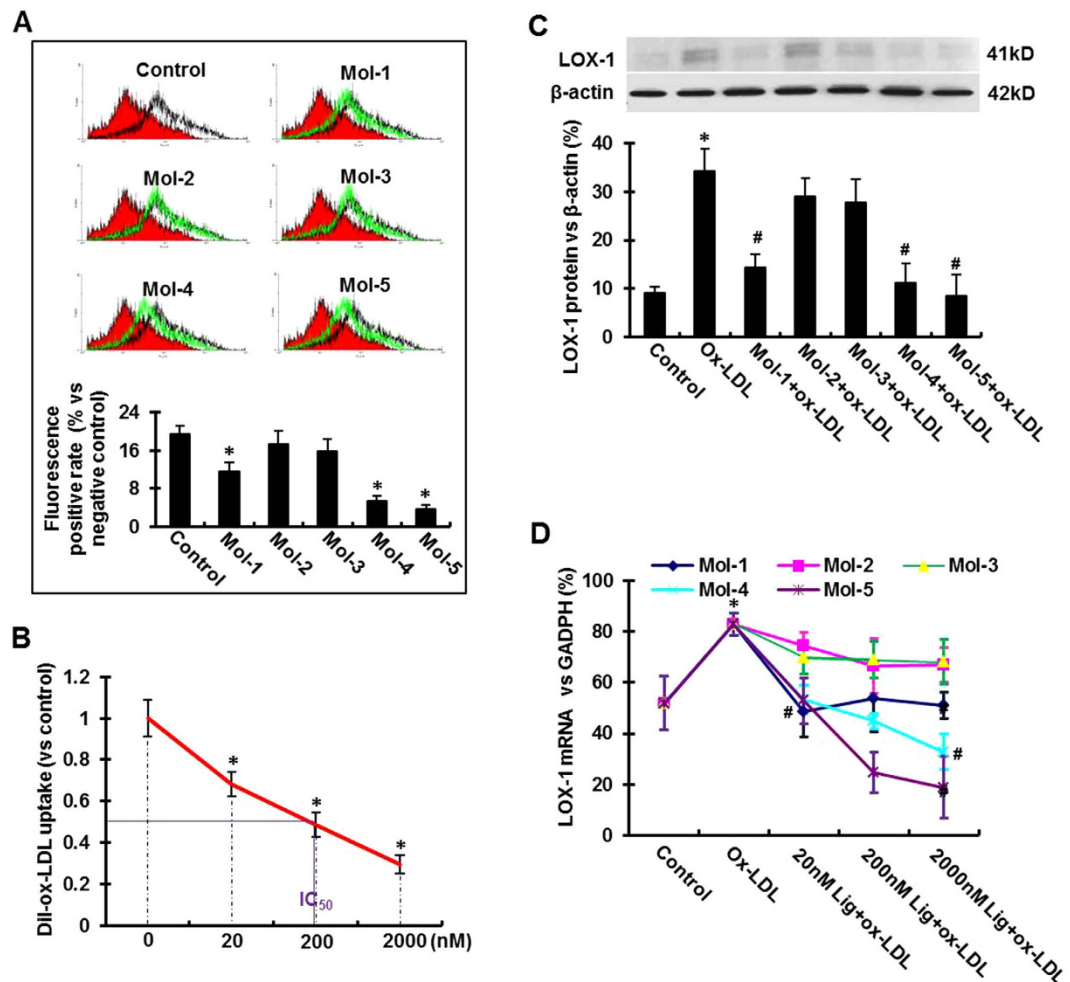 A
Control
Mol-1
Mol-2
Mol-3
Mol-4
Mol-5
Fluorescence
positive rate (% vs
negative control)
24
16
8
0
*
*
*
Control
Mol-1
Mol-2
Mol-3
Mol-4
Mol-5
B
Dil-ox-LDL uptake (vs control)
1.2
1
0.8
0.6
0.4
0.2
0
*
*
*
IC50
0 20 200 2000 (nM)
C
LOX-1 41kD
β-actin 42kD
LOX-1 protein vs β-actin (%)
40
30
20
10
0
*
#
#
#
Control
Ox-LDL
Mol-1+ox-LDL
Mol-2+ox-LDL
Mol-3+ox-LDL
Mol-4+ox-LDL
Mol-5+ox-LDL
D
Mol-1 Mol-2 Mol-3
Mol-4 Mol-5
LOX-1 mRNA vs GADPH (%)
100
80
60
40
20
0
*
#
#
#
#
Control
Ox-LDL
20nM Lig+ox-LDL
200nM Lig+ox-LDL
2000nM Lig+ox-LDL